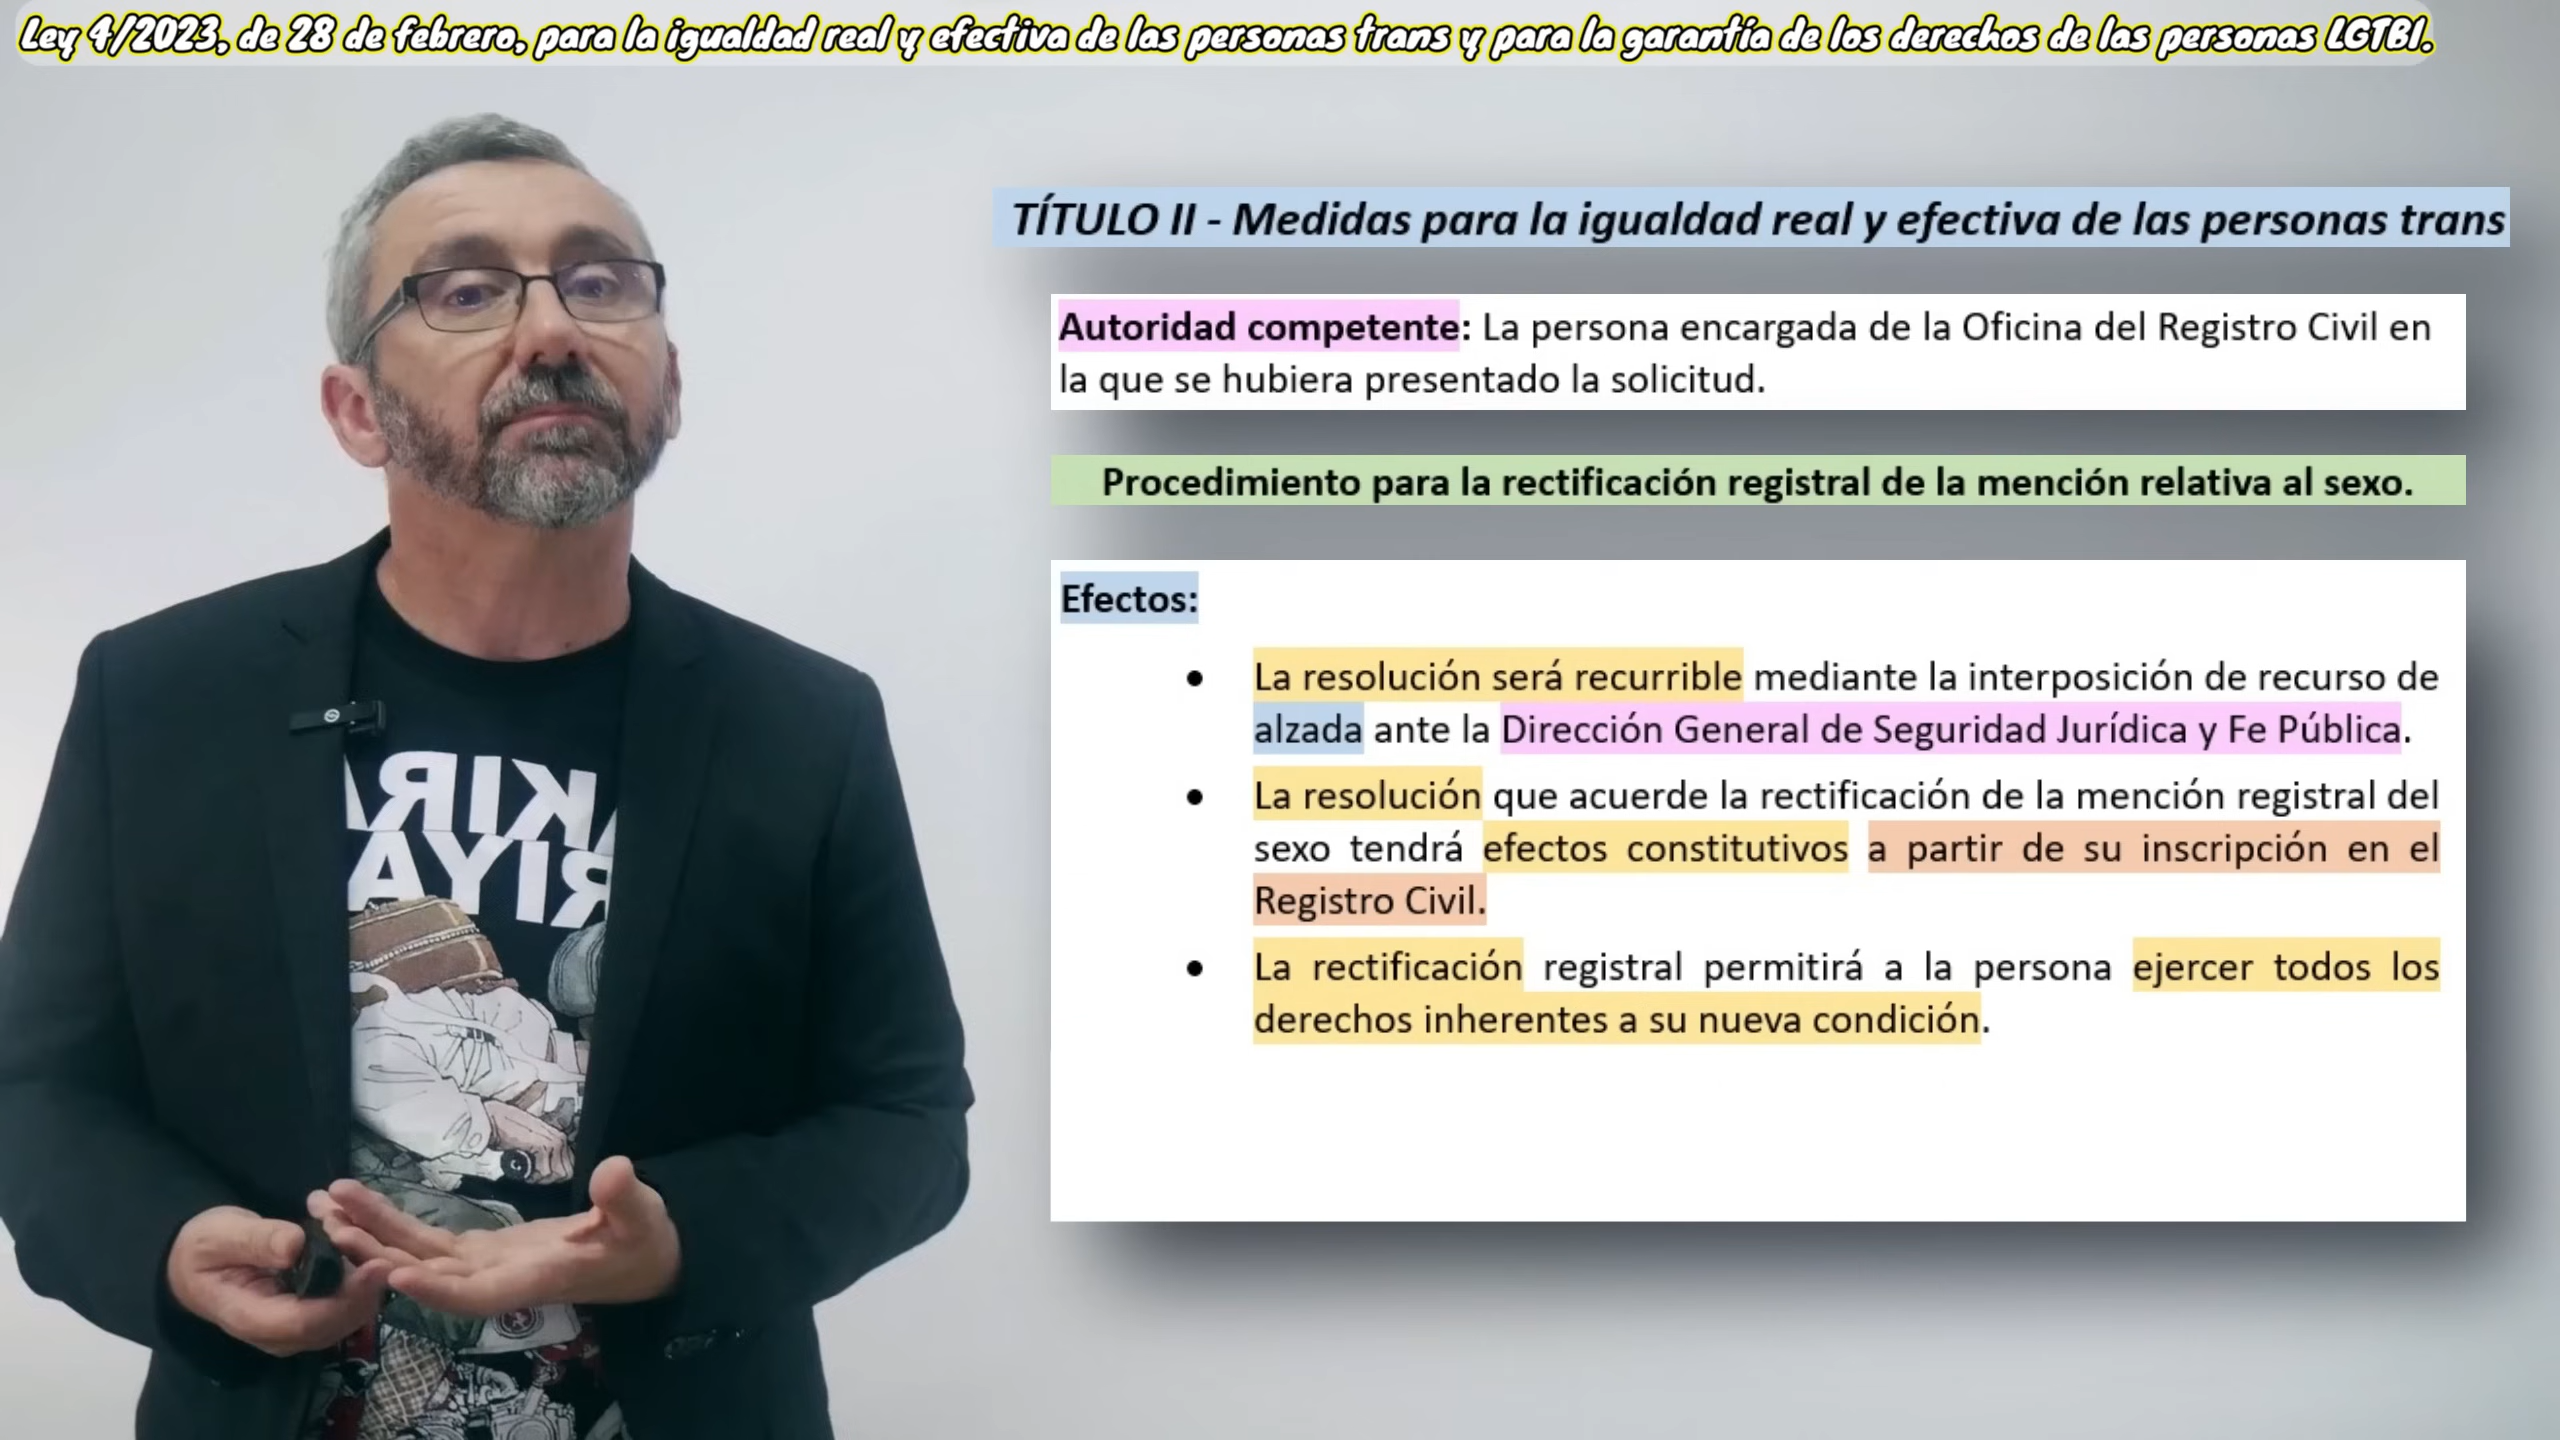 Ley 4/2023, de 28 de febrero, para la igualdad real y efectiva de las personas trans y para la garantía de los derechos de las personas LGTBI.
TÍTULO II - Medidas para la igualdad real y efectiva de las personas trans
Autoridad competente: La persona encargada de la Oficina del Registro Civil en
la que se hubiera presentado la solicitud.
Procedimiento para la rectificación registral de la mención relativa al sexo.
Efectos:
• La resolución será recurrible mediante la interposición de recurso de
alzada ante la Dirección General de Seguridad Jurídica y Fe Pública.
• La resolución que acuerde la rectificación de la mención registral del
sexo tendrá efectos constitutivos a partir de su inscripción en el
Registro Civil.
• La rectificación registral permitirá a la persona ejercer todos los
derechos inherentes a su nueva condición.